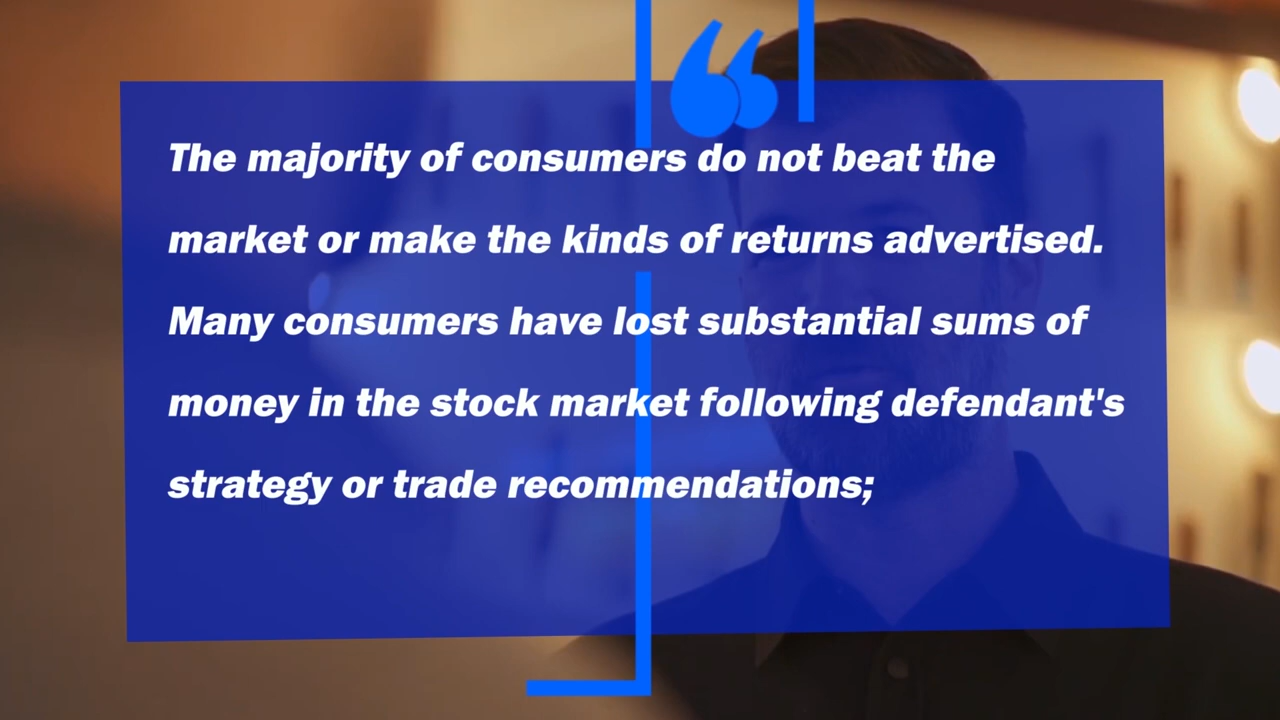 The majority of consumers do not beat the
market or make the kinds of returns advertised.
Many consumers have lost substantial sums of
money in the stock market following defendant's
strategy or trade recommendations;